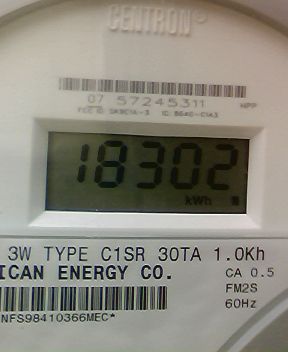 CENTRON®
07 57245311 HPP
18302
kWh
3W TYPE C1SR 30TA 1.0Kh
ICAN ENERGY CO. CA 0.5
FM2S
60Hz
NFS98410366MEC*